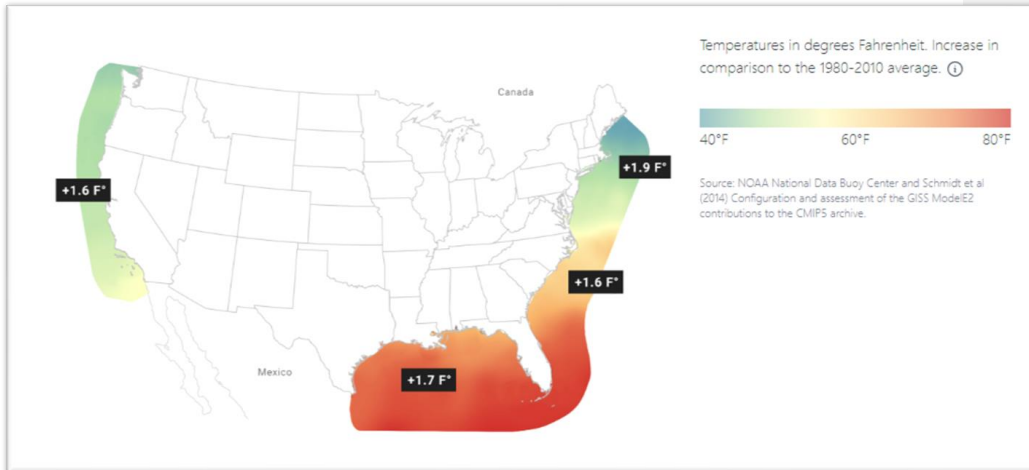 Temperatures in degrees Fahrenheit. Increase in
comparison to the 1980-2010 average. ⓘ
Canada
40°F 60°F 80°F
+1.9 F°
+1.6 F°
Source: NOAA National Data Buoy Center and Schmidt et al
(2014) Configuration and assessment of the GISS ModelE2
contributions to the CMIP5 archive.
+1.6 F°
Mexico
+1.7 F°